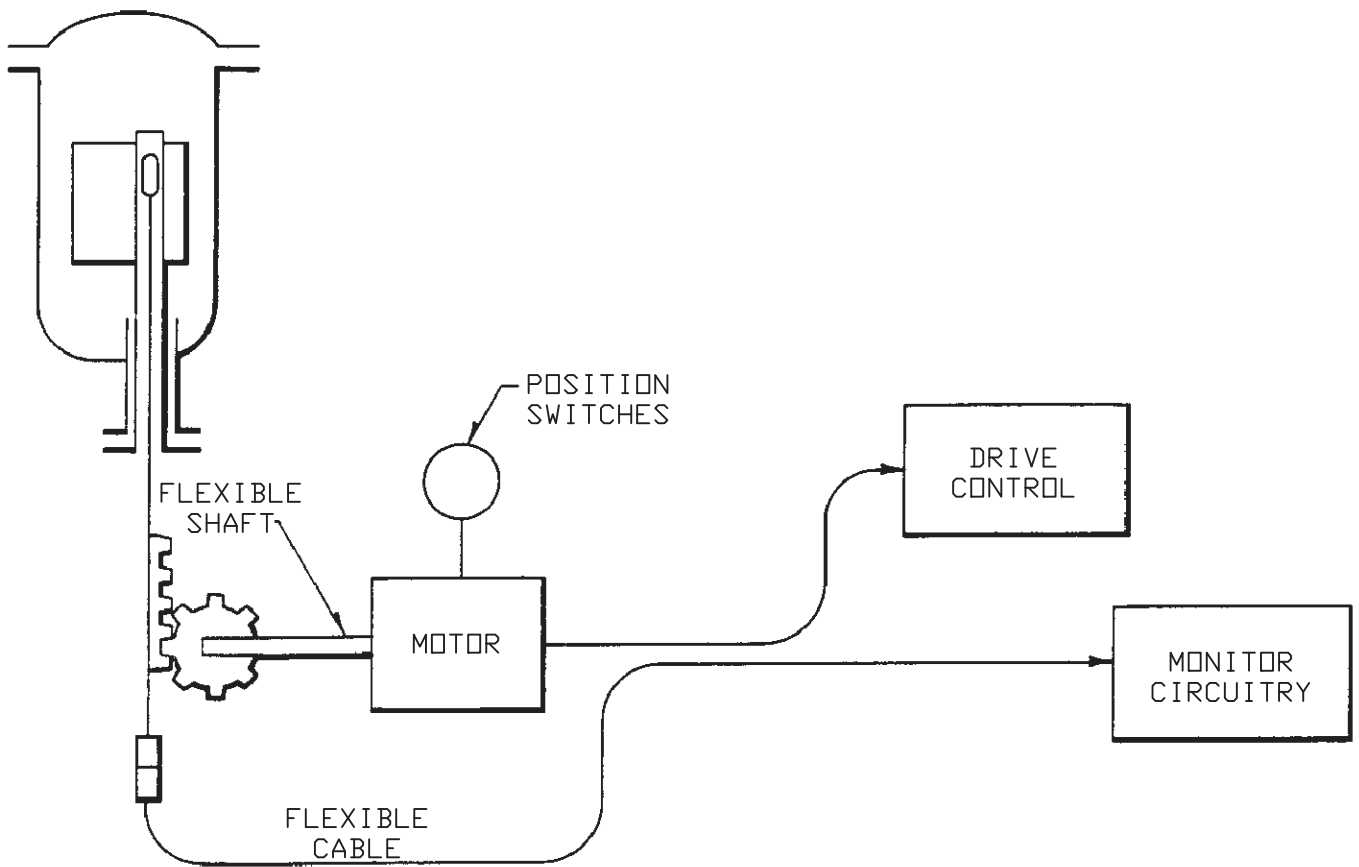 POSITION
SWITCHES
DRIVE
CONTROL
FLEXIBLE
SHAFT
MOTOR
MONITOR
CIRCUITRY
FLEXIBLE
CABLE